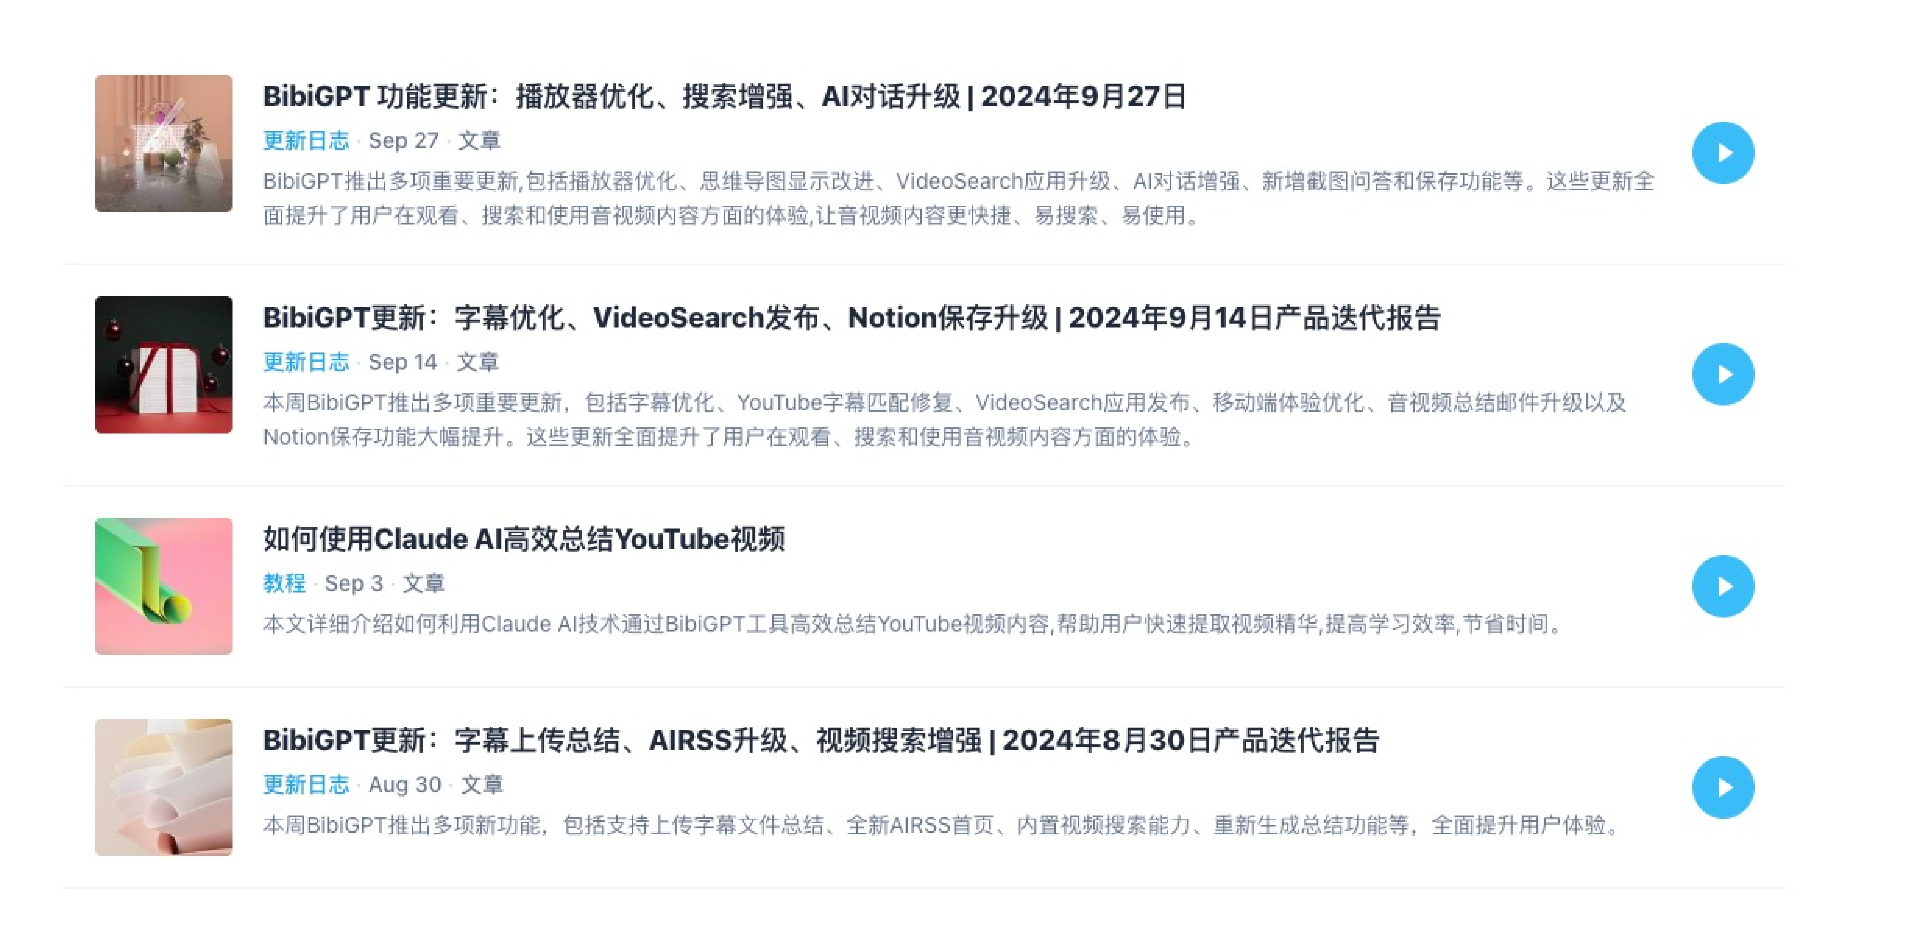 BibiGPT 功能更新：播放器优化、搜索增强、AI对话升级 | 2024年9月27日
更新日志 · Sep 27 · 文章
BibiGPT推出多项重要更新,包括播放器优化、思维导图显示改进、VideoSearch应用升级、AI对话增强、新增截图问答和保存功能等。这些更新全
面提升了用户在观看、搜索和使用音视频内容方面的体验,让音视频内容更快捷、易搜索、易使用。
BibiGPT更新：字幕优化、VideoSearch发布、Notion保存升级 | 2024年9月14日产品迭代报告
更新日志 · Sep 14 · 文章
本周BibiGPT推出多项重要更新，包括字幕优化、YouTube字幕匹配修复、VideoSearch应用发布、移动端体验优化、音视频总结邮件升级以及
Notion保存功能大幅提升。这些更新全面提升了用户在观看、搜索和使用音视频内容方面的体验。
如何使用Claude AI高效总结YouTube视频
教程 · Sep 3 · 文章
本文详细介绍如何利用Claude AI技术通过BibiGPT工具高效总结YouTube视频内容,帮助用户快速提取视频精华,提高学习效率,节省时间。
BibiGPT更新：字幕上传总结、AIRSS升级、视频搜索增强 | 2024年8月30日产品迭代报告
更新日志 · Aug 30 · 文章
本周BibiGPT推出多项新功能，包括支持上传字幕文件总结、全新AIRSS首页、内置视频搜索能力、重新生成总结功能等，全面提升用户体验。